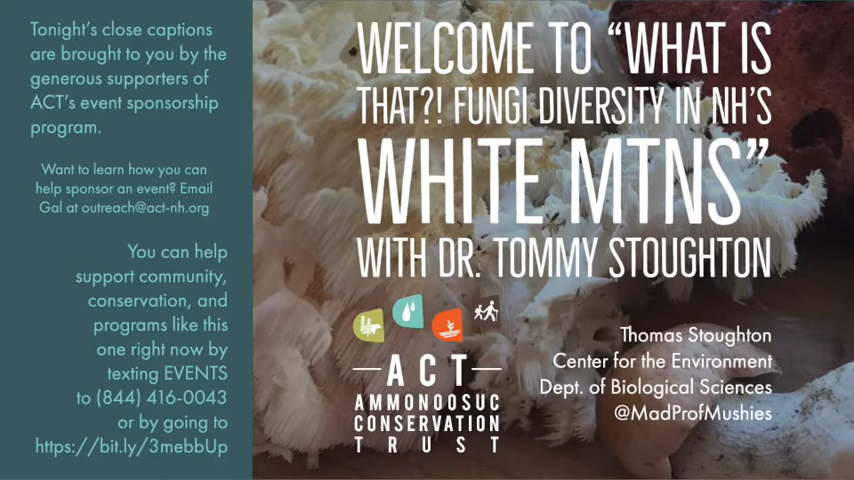 Tonight's close captions
are brought to you by the
generous supporters of
ACT's event sponsorship
program.
Want to learn how you can
help sponsor an event? Email
Gal at outreach@act-nh.org
You can help
support community,
conservation, and
programs like this
one right now by
texting EVENTS
to (844) 416-0043
or by going to
https://bit.ly/3mebbUp
WELCOME TO “WHAT IS
THAT?! FUNGI DIVERSITY IN NH'S
WHITE MTNS”
WITH DR. TOMMY STOUGHTON
ACT
AMMONOOSUC
CONSERVATION
TRUST
Thomas Stoughton
Center for the Environment
Dept. of Biological Sciences
@MadProfMushies